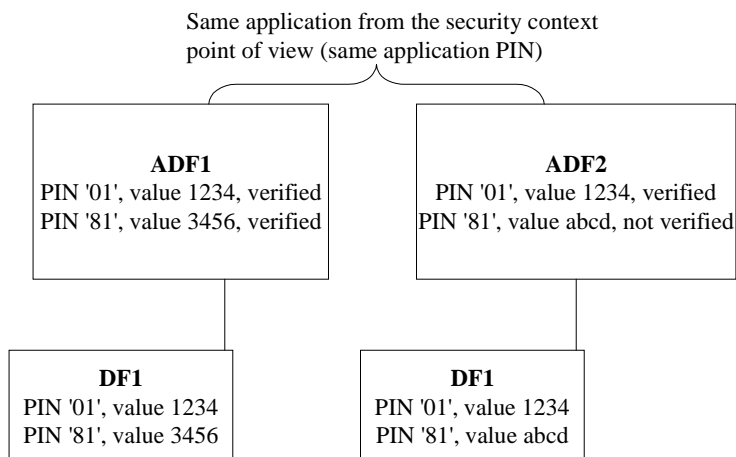 Same application from the security context
point of view (same application PIN)
ADF1
PIN '01', value 1234, verified
PIN '81', value 3456, verified
ADF2
PIN '01', value 1234, verified
PIN '81', value abcd, not verified
DF1
PIN '01', value 1234
PIN '81', value 3456
DF1
PIN '01', value 1234
PIN '81', value abcd